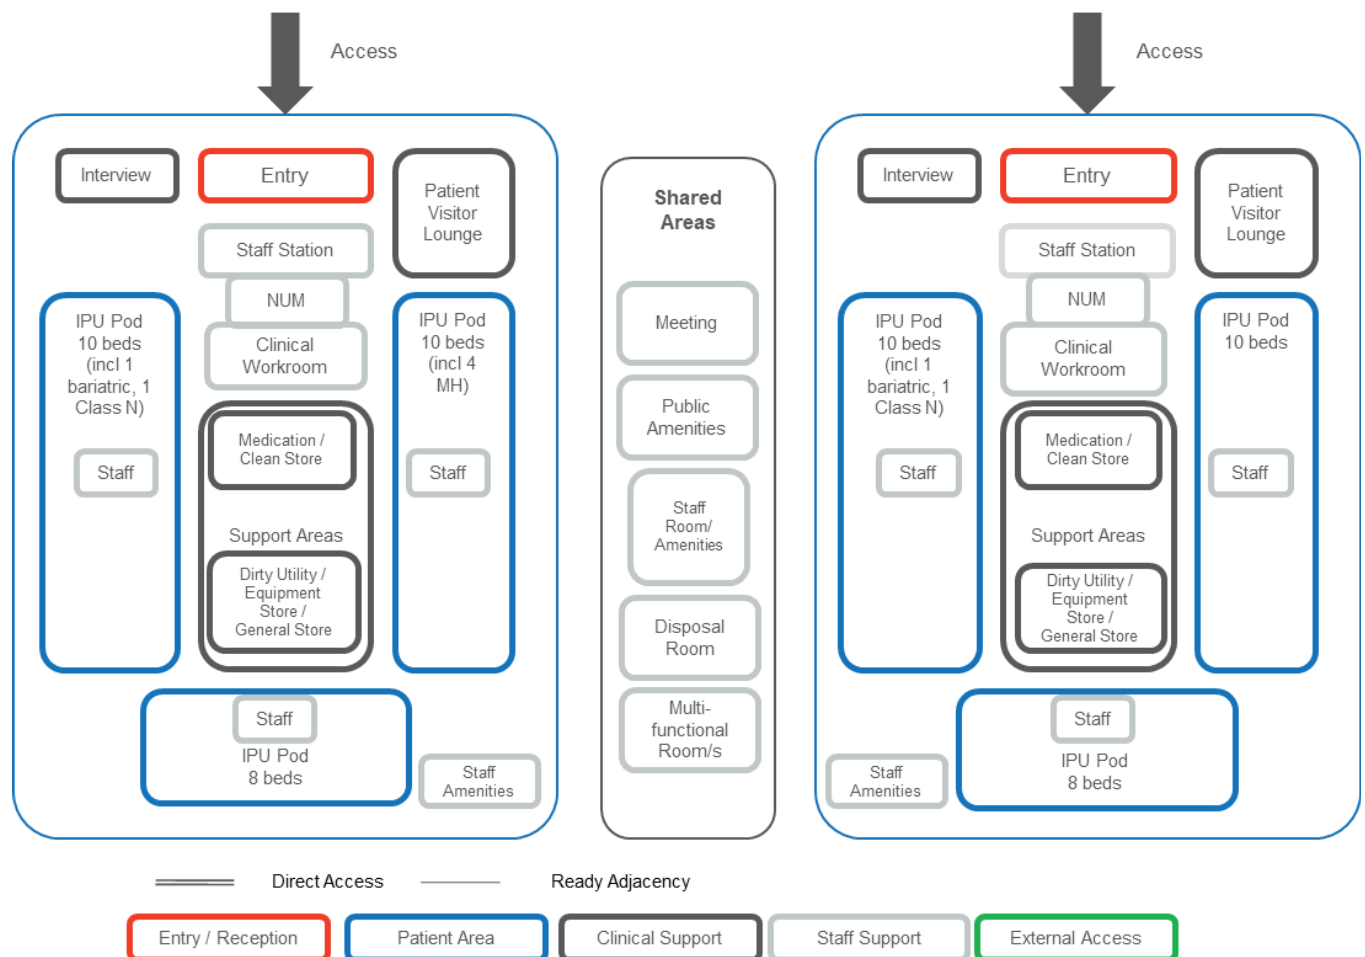 Access
Access
Interview
Entry
Patient
Visitor
Lounge
Staff Station
NUM
Clinical
Workroom
IPU Pod
10 beds
(incl 1
bariatric, 1
Class N)
Staff
IPU Pod
10 beds
(incl 4
MH)
Staff
Medication /
Clean Store
Support Areas
Dirty Utility /
Equipment
Store /
General Store
Staff
IPU Pod
8 beds
Staff
Amenities
Shared
Areas
Meeting
Public
Amenities
Staff
Room/
Amenities
Disposal
Room
Multi-
functional
Room/s
Interview
Entry
Patient
Visitor
Lounge
Staff Station
NUM
Clinical
Workroom
IPU Pod
10 beds
(incl 1
bariatric, 1
Class N)
Staff
IPU Pod
10 beds
Staff
Medication /
Clean Store
Support Areas
Dirty Utility /
Equipment
Store /
General Store
Staff
IPU Pod
8 beds
Staff
Amenities
Direct Access
Ready Adjacency
Entry / Reception
Patient Area
Clinical Support
Staff Support
External Access